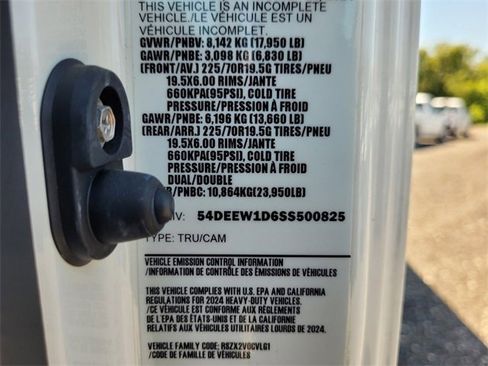 THIS VEHICLE IS AN INCOMPLETE
VEHICLE./LE VÉHICULE EST UN
VÉHICULE INCOMPLET.
GVWR/PNBV: 8,142 KG (17,950 LB)
GAWR/PNBE: 3,098 KG (6,830 LB)
(FRONT/AV.) 225/70R19.5G TIRES/PNEU
19.5X6.00 RIMS/JANTE
660KPA(95PSI), COLD TIRE
PRESSURE/PRESSION À FROID
GAWR/PNBE: 6,196 KG (13,660 LB)
(REAR/ARR.) 225/70R19.5G TIRES/PNEU
19.5X6.00 RIMS/JANTE
660KPA(95PSI), COLD TIRE
PRESSURE/PRESSION À FROID
DUAL/DOUBLE
/PNBC: 10,864KG(23,950LB)
IV: 54DEEW1D6SS500825
TYPE: TRU/CAM
VEHICLE EMISSION CONTROL INFORMATION
/INFORMATION DE CONTRÔLE DES ÉMISSIONS DE VÉHICULES
THIS VEHICLE COMPLIES WITH U.S. EPA AND CALIFORNIA
REGULATIONS FOR 2024 HEAVY-DUTY VEHICLES.
/CE VÉHICULE EST CONFORME AUX RÈGLEMENTS
DE L'EPA DES ÉTATS-UNIS ET DE LA CALIFORNIE
RELATIFS AUX VÉHICULES UTILITAIRES LOURDS DE 2024.
VEHICLE FAMILY: RSZX2VOCVLG1
/CODE DE FAMILLE DE VÉHICULES